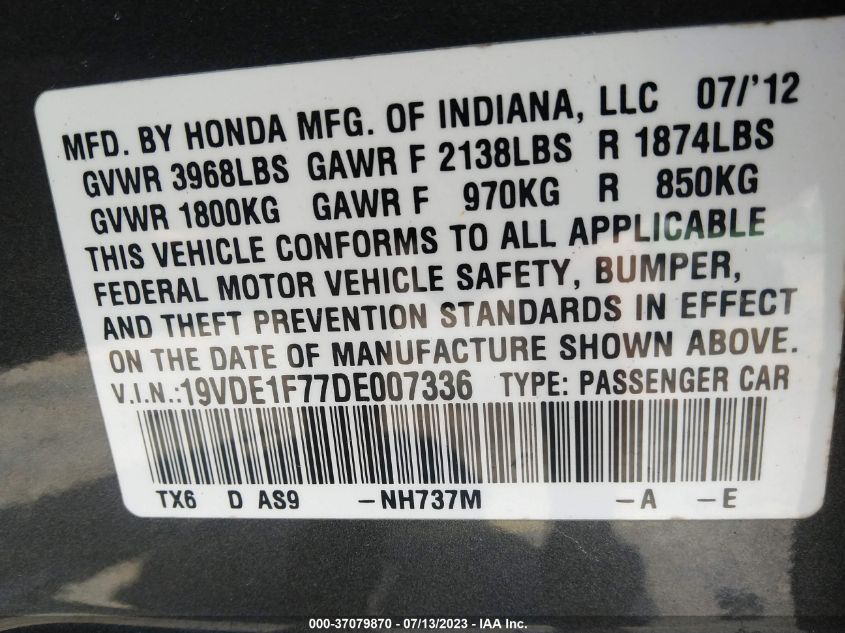 MFD. BY HONDA MFG. OF INDIANA, LLC 07/'12
GVWR 3968LBS GAWR F 2138LBS R 1874LBS
GVWR 1800KG GAWR F 970KG R 850KG
THIS VEHICLE CONFORMS TO ALL APPLICABLE
FEDERAL MOTOR VEHICLE SAFETY, BUMPER,
AND THEFT PREVENTION STANDARDS IN EFFECT
ON THE DATE OF MANUFACTURE SHOWN ABOVE.
V.I.N.:19VDE1F77DE007336 TYPE: PASSENGER CAR
TX6 D AS9 -NH737M -A -E
000-37079870 - 07/13/2023 - IAA Inc.